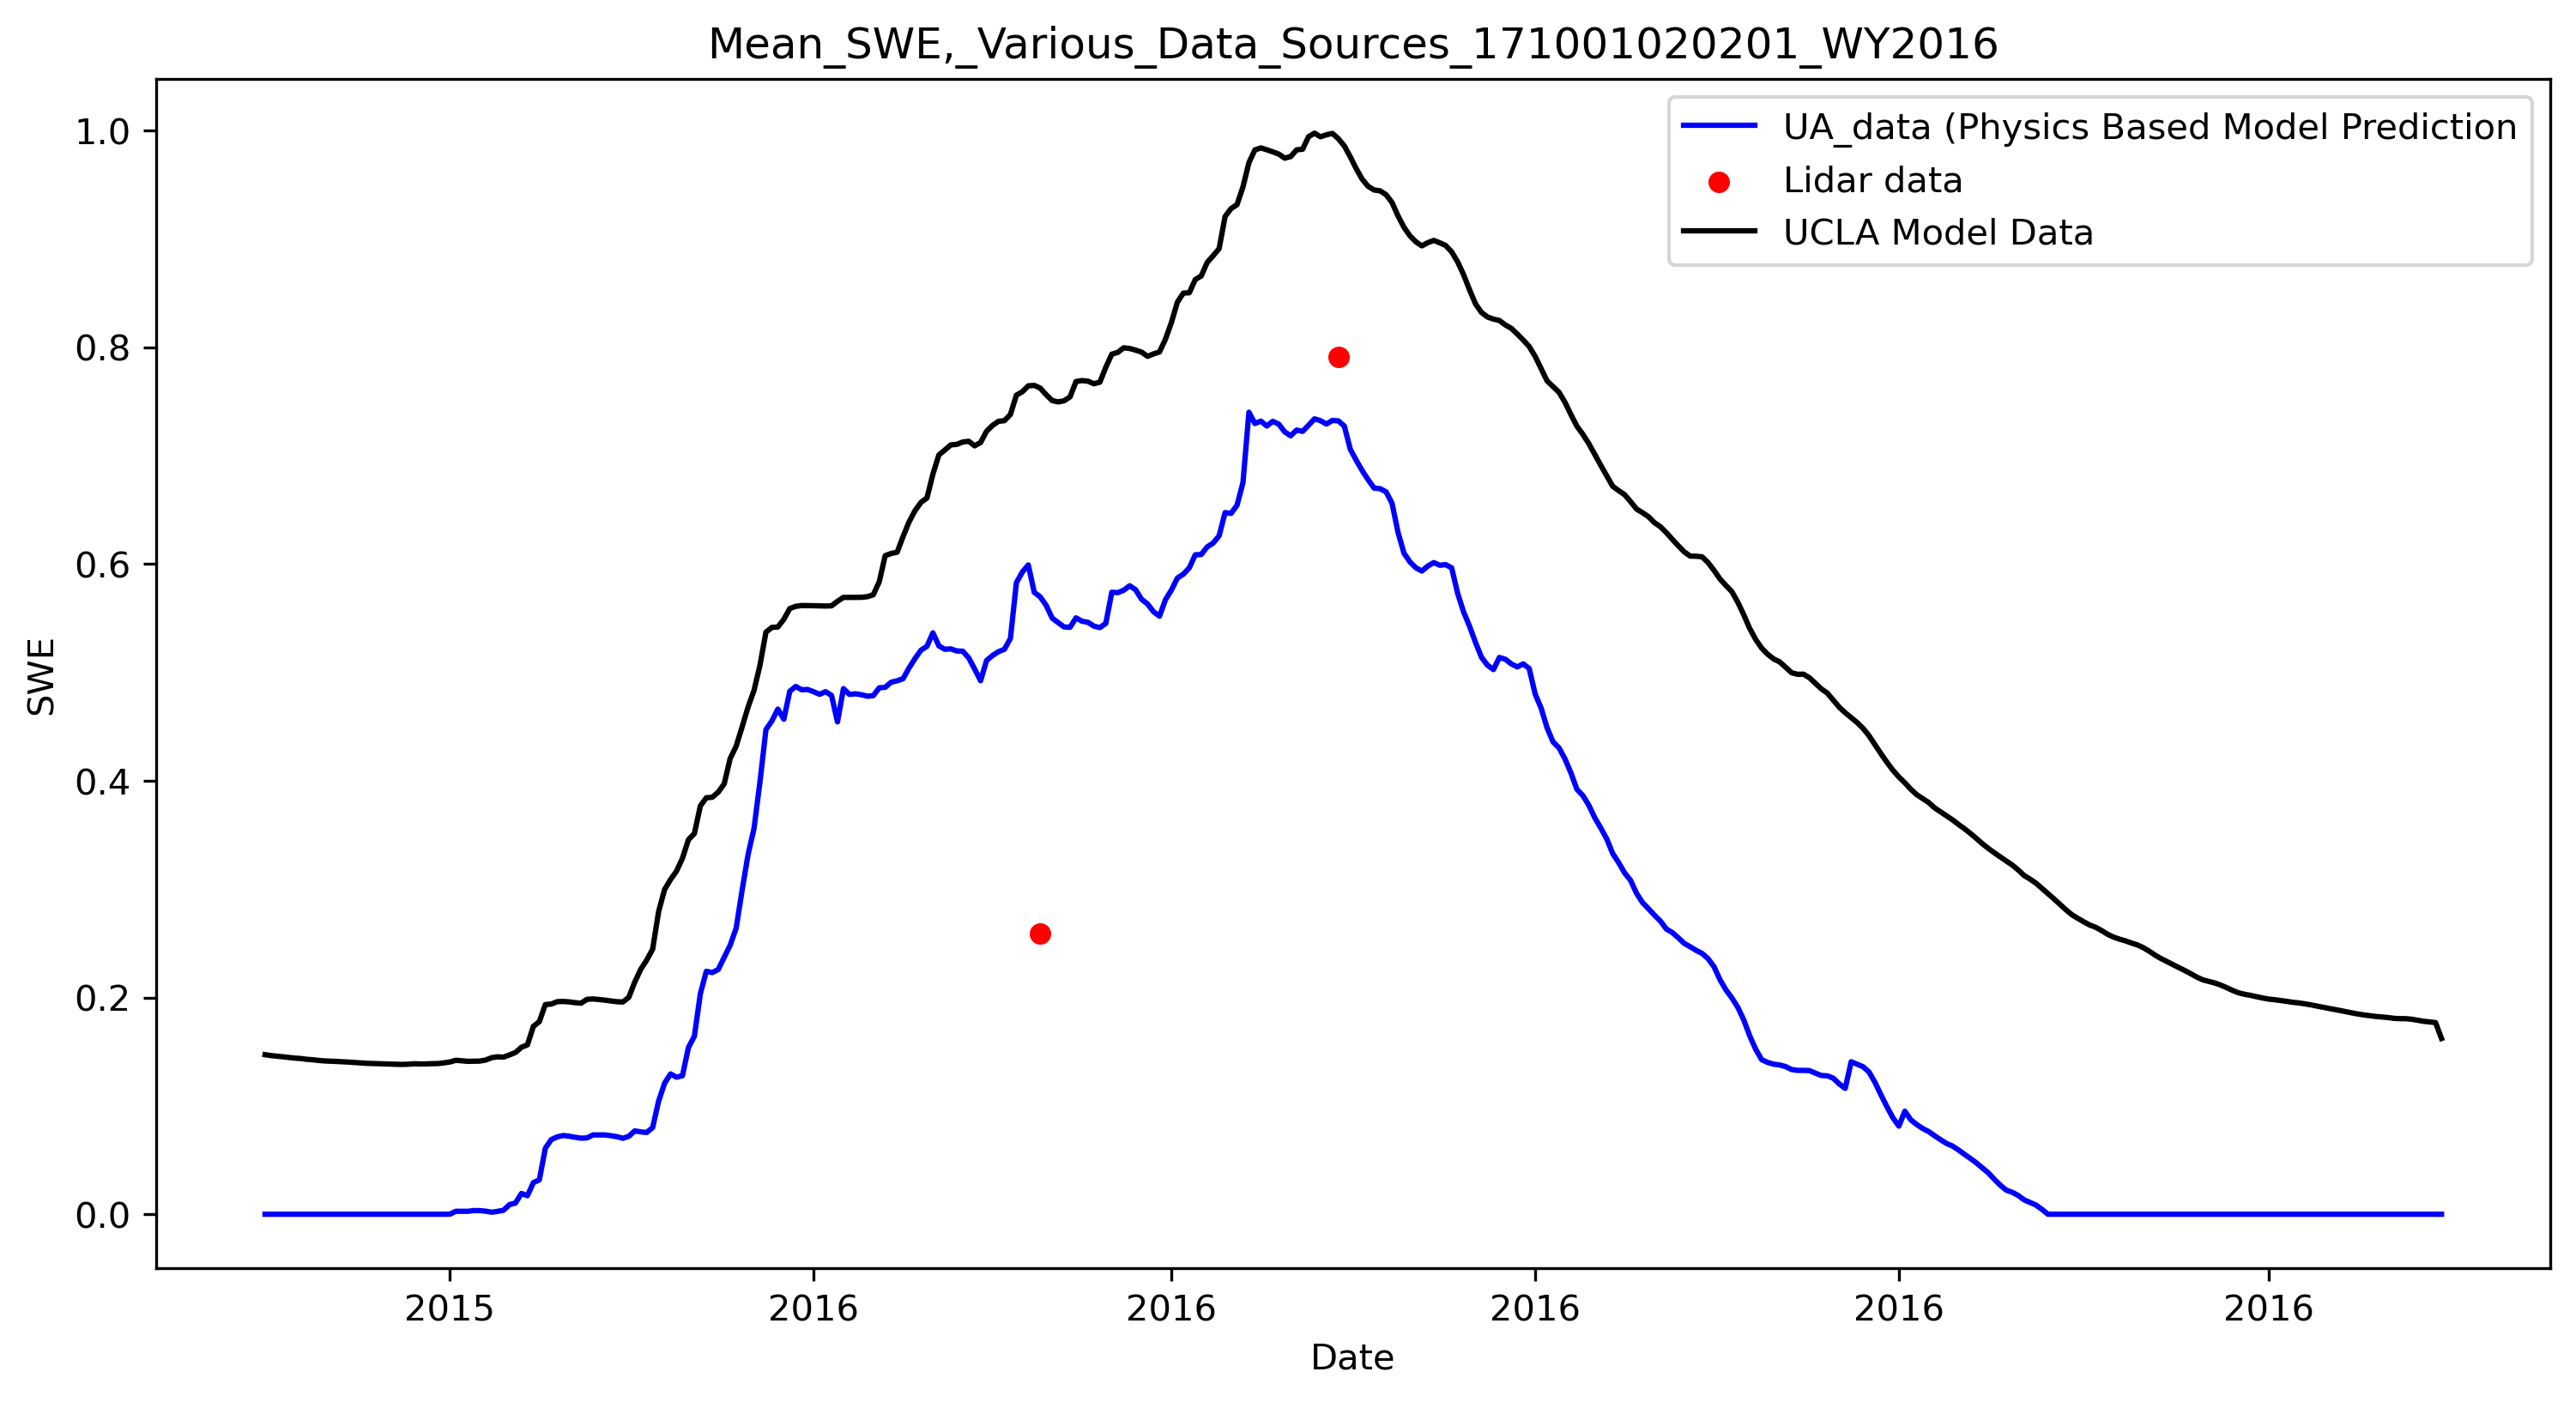 Mean_SWE,_Various_Data_Sources_171001020201_WY2016
UA_data (Physics Based Model Prediction
Lidar data
UCLA Model Data
1.0
0.8
0.6
0.4
0.2
0.0
SWE
2015 2016 2016 2016 2016 2016
Date